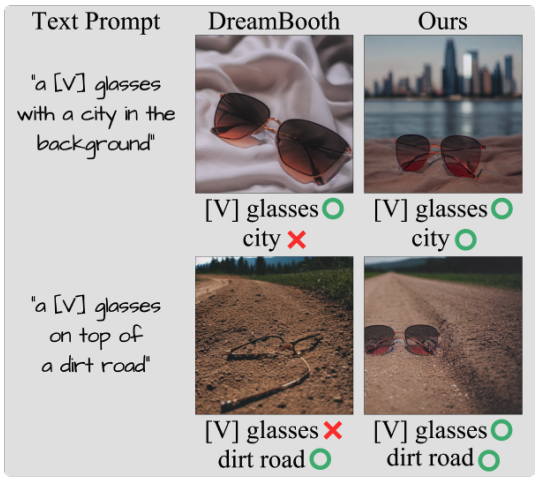 Text Prompt
DreamBooth
Ours
"a [V] glasses
with a city in the
background"
[V] glasses
city
[V] glasses
city
"a [V] glasses
on top of
a dirt road"
[V] glasses
dirt road
[V] glasses
dirt road